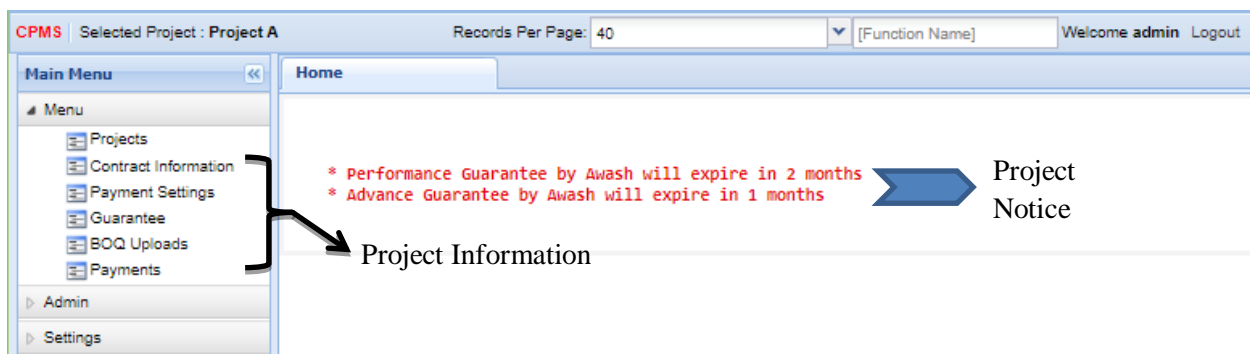 CPMS Selected Project : Project A Records Per Page: 40 [Function Name] Welcome admin Logout
Main Menu
Home
Menu
Projects
Contract Information
Payment Settings
Guarantee
BOQ Uploads
Payments
Admin
Settings
* Performance Guarantee by Awash will expire in 2 months
* Advance Guarantee by Awash will expire in 1 months
Project
Notice
Project Information